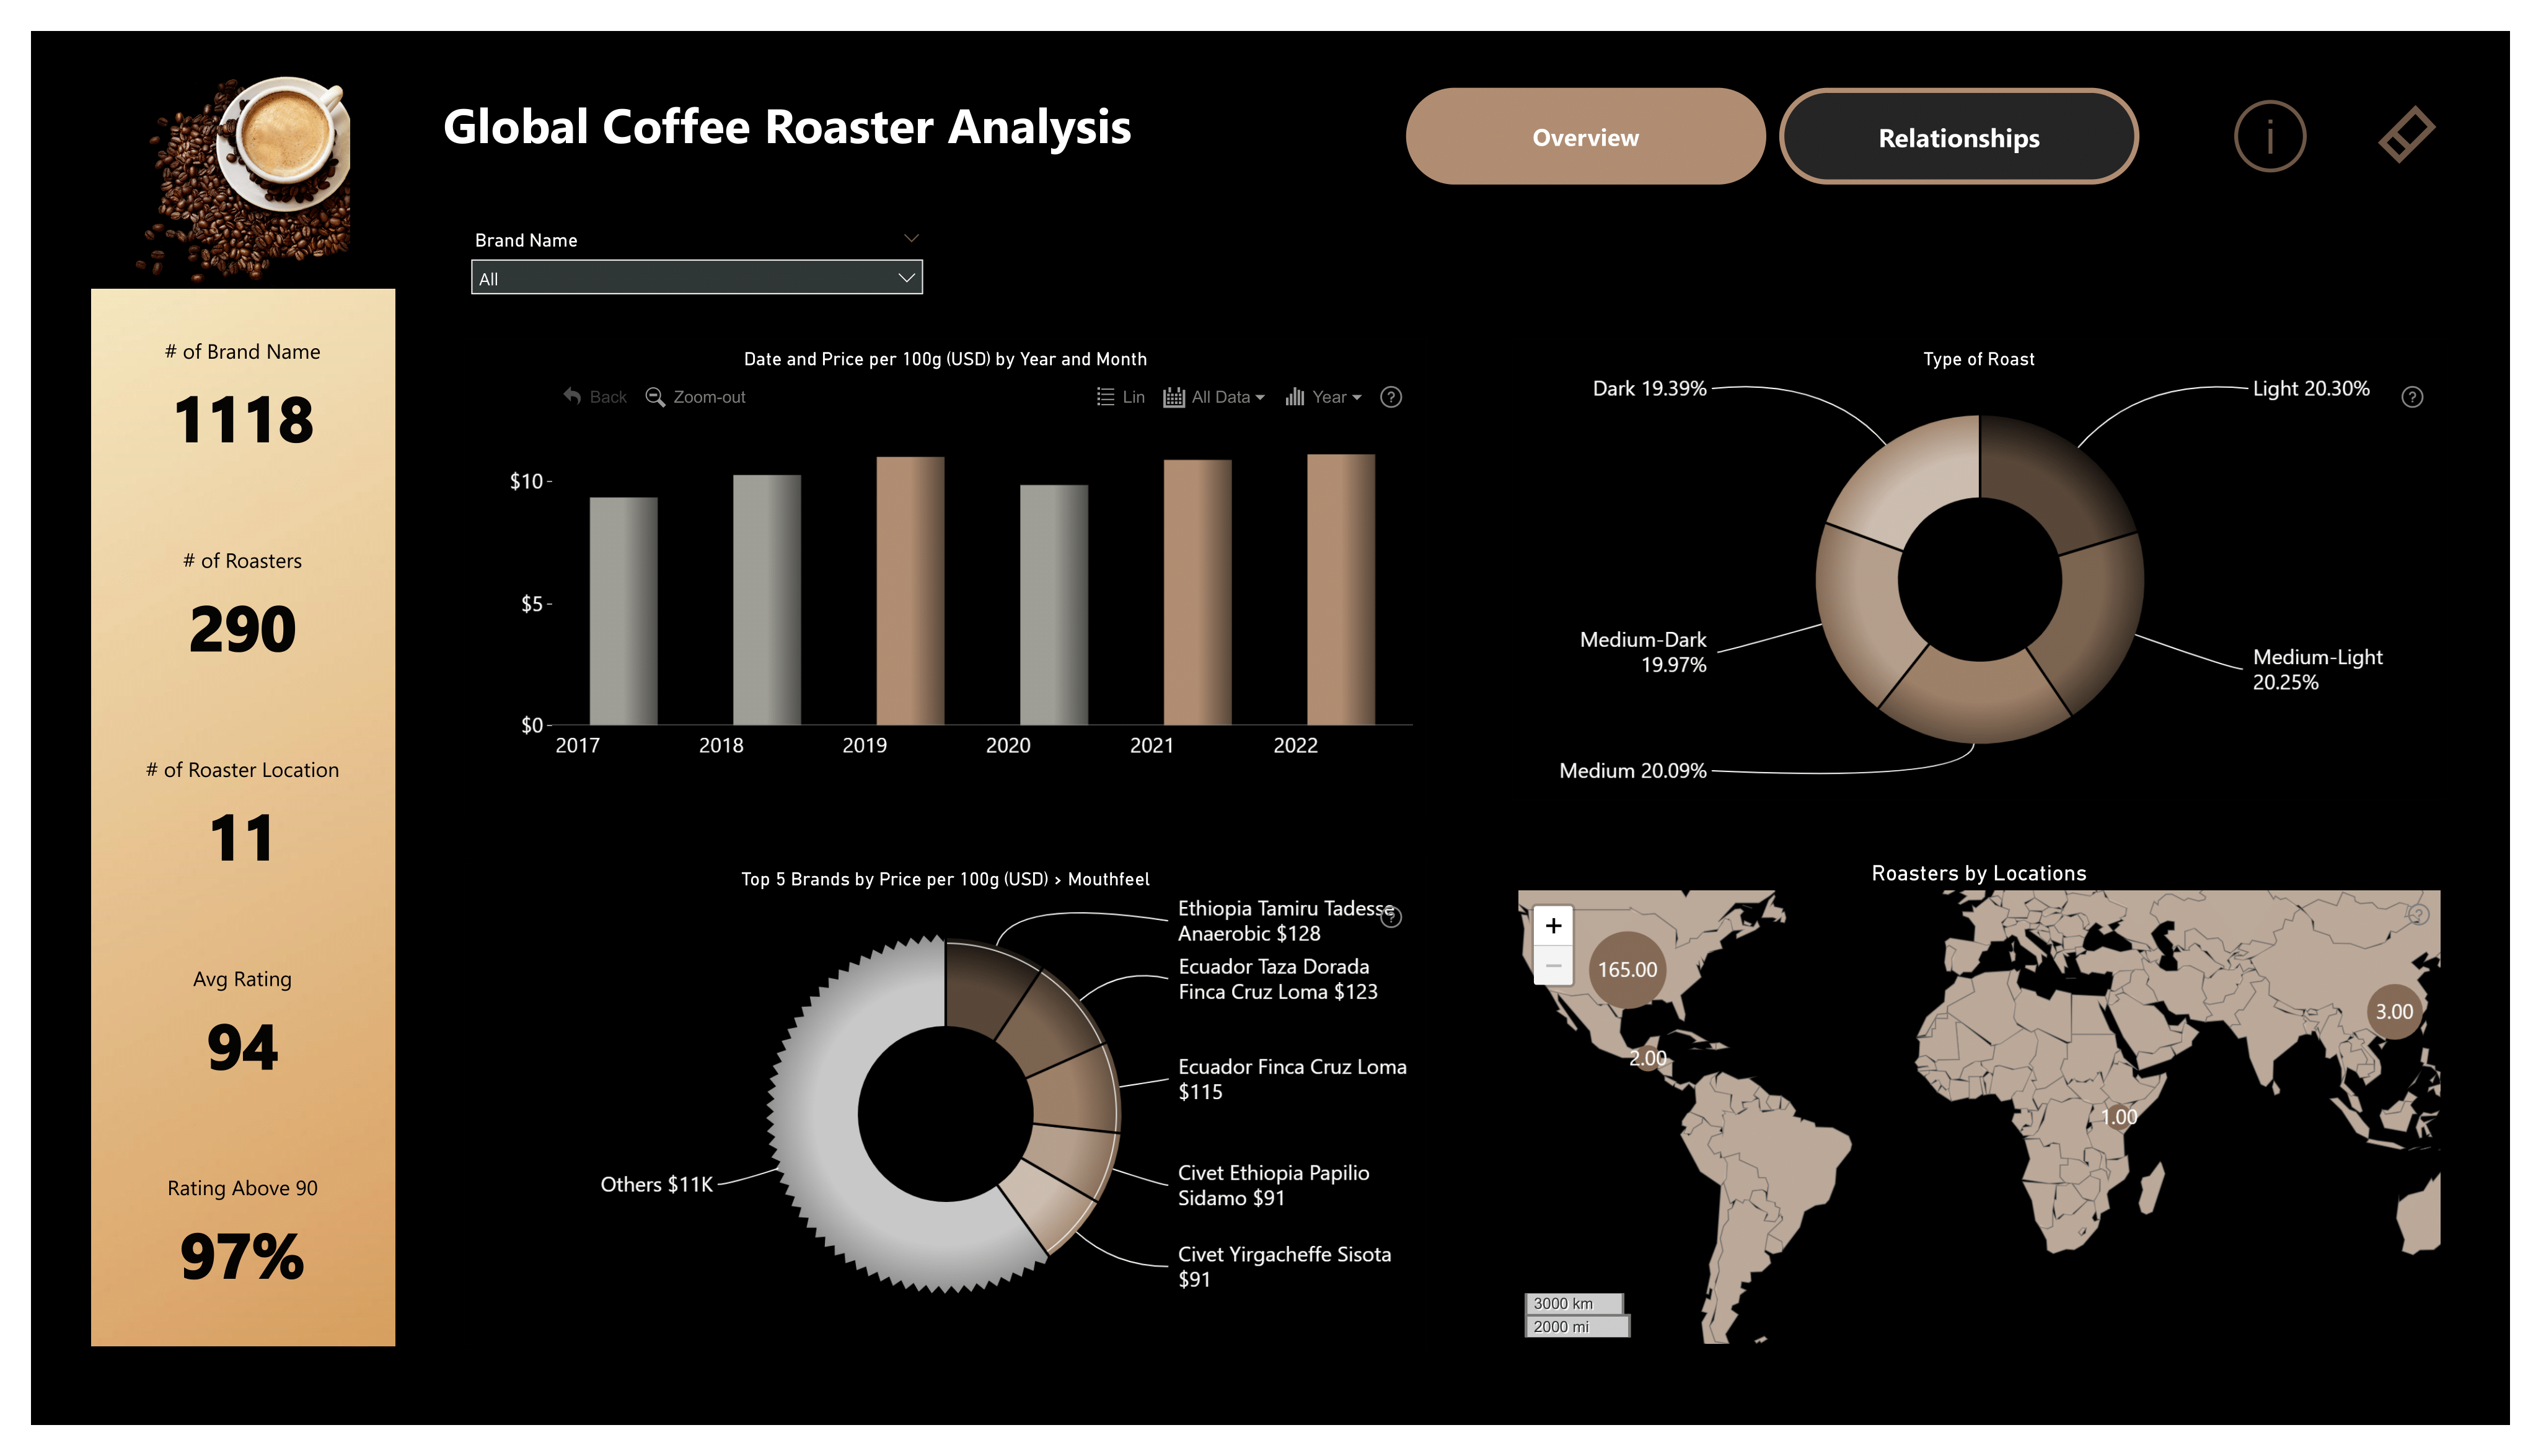 Global Coffee Roaster Analysis
Overview
Relationships
i
Brand Name
All
# of Brand Name
1118
# of Roasters
290
# of Roaster Location
11
Avg Rating
94
Rating Above 90
97%
Date and Price per 100g (USD) by Year and Month
Back
Zoom-out
Lin
All Data
Year
?
$10
$5
$0
2017
2018
2019
2020
2021
2022
Type of Roast
?
Dark 19.39%
Light 20.30%
Medium-Dark
19.97%
Medium-Light
20.25%
Medium 20.09%
Top 5 Brands by Price per 100g (USD) > Mouthfeel
?
Ethiopia Tamiru Tadesse
Anaerobic $128
Ecuador Taza Dorada
Finca Cruz Loma $123
Ecuador Finca Cruz Loma
$115
Civet Ethiopia Papilio
Sidamo $91
Civet Yirgacheffe Sisota
$91
Others $11K
Roasters by Locations
?
+
−
165.00
3.00
2.00
1.00
3000 km
2000 mi